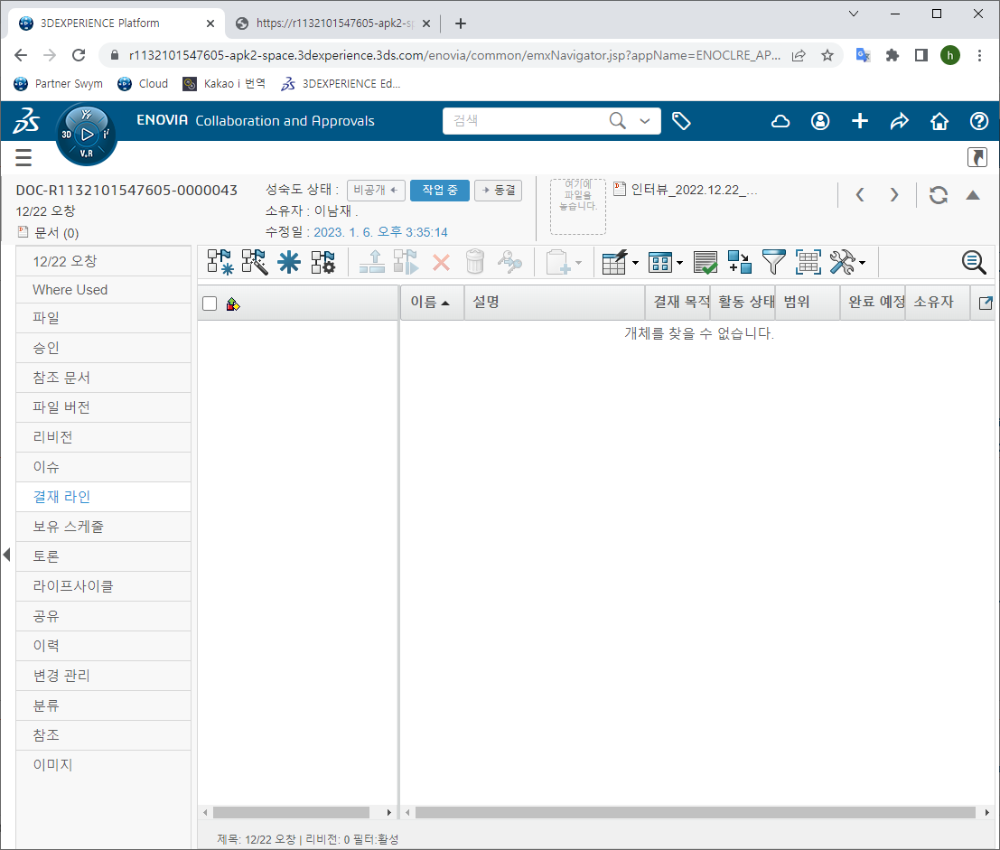 3DEXPERIENCE Platform
https://r1132101547605-apk2-sp
r1132101547605-apk2-space.3dexperience.3ds.com/enovia/common/emxNavigator.jsp?appName=ENOCLRE_AP...
h
Partner Swym
Cloud
Kakao i 번역
3DEXPERIENCE Ed...
3D
V.R
ENOVIA Collaboration and Approvals
검색
DOC-R1132101547605-0000043
12/22 오창
문서 (0)
성숙도 상태 : 비공개 작업 중 동결
소유자 : 이남재 .
수정일 : 2023. 1. 6. 오후 3:35:14
여기에
파일을
놓습니다.
인터뷰_2022.12.22_...
12/22 오창
Where Used
파일
승인
참조 문서
파일 버전
리비전
이슈
결재 라인
보유 스케줄
토론
라이프사이클
공유
이력
변경 관리
분류
참조
이미지
이름 설명 결재 목적 활동 상태 범위 완료 예정 소유자
개체를 찾을 수 없습니다.
제목: 12/22 오창 | 리비전: 0 필터:활성